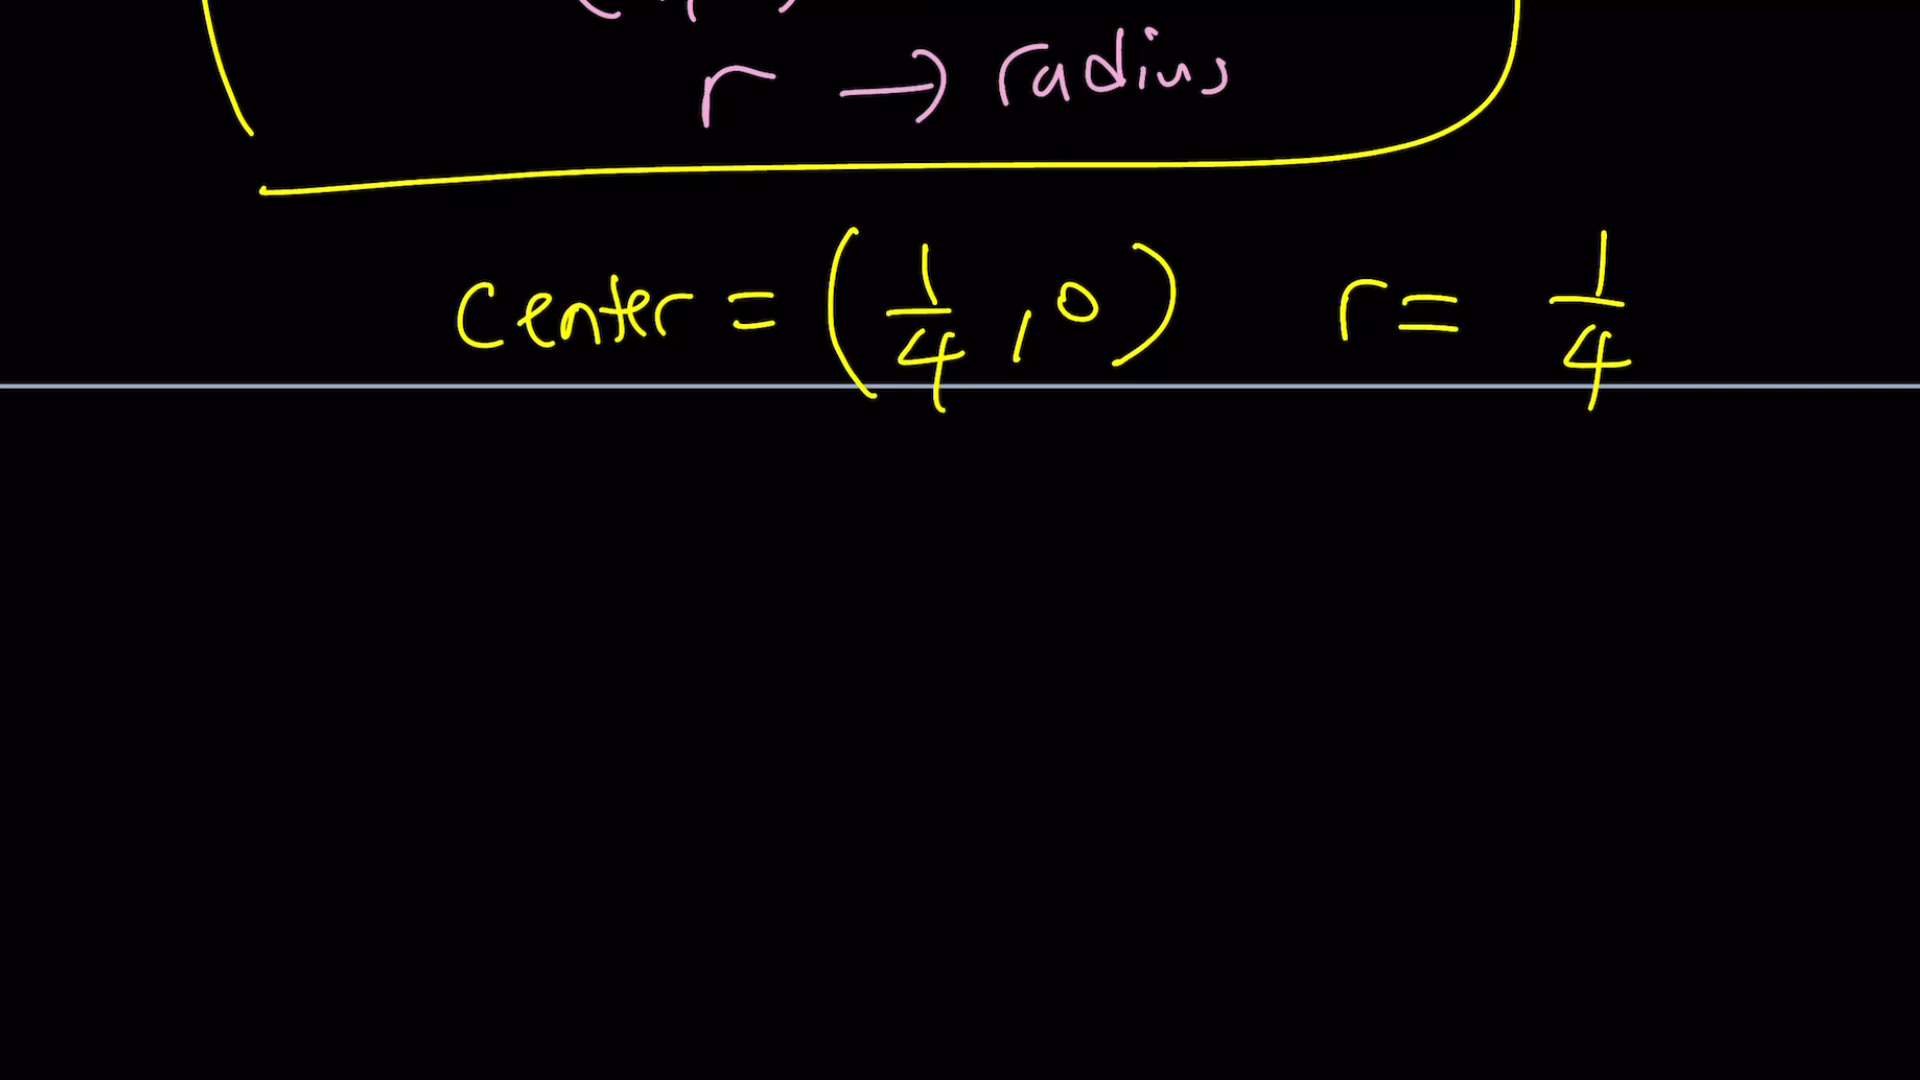 r → radius
center = (1/4, 0) r = 1/4